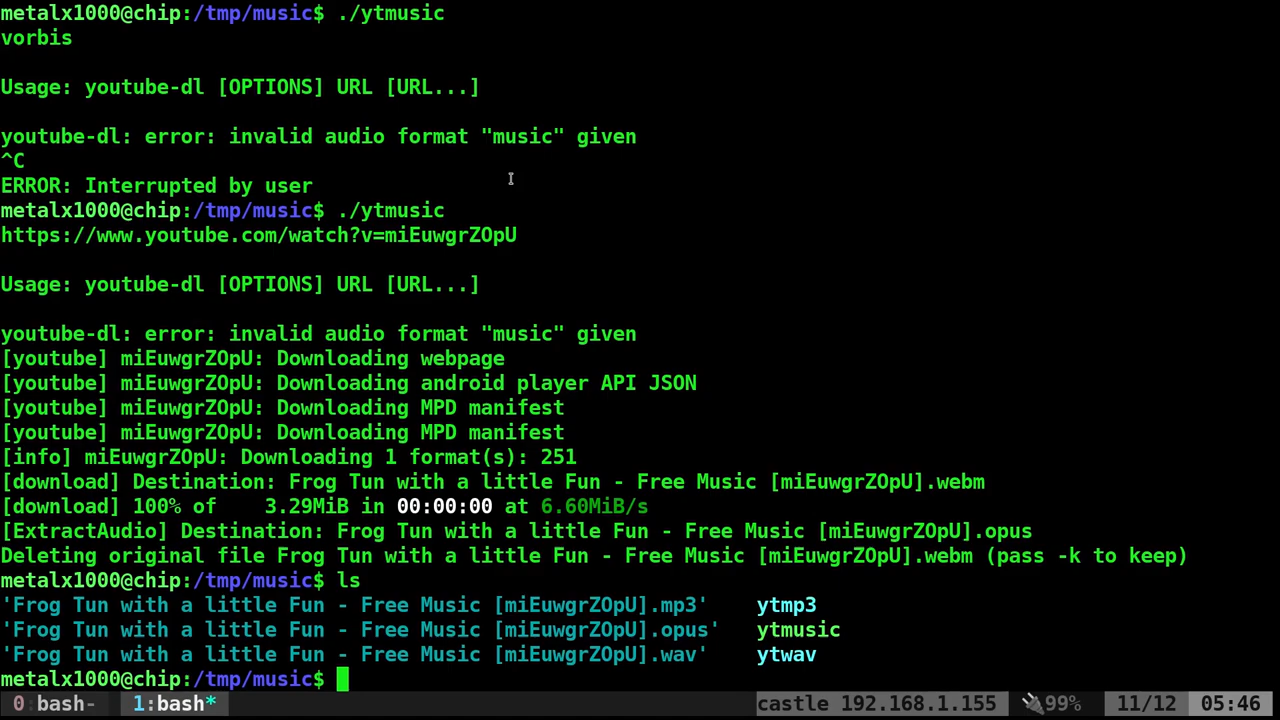 metalx1000@chip:/tmp/music$ ./ytmusic
vorbis
Usage: youtube-dl [OPTIONS] URL [URL...]
youtube-dl: error: invalid audio format "music" given
^C
ERROR: Interrupted by user
metalx1000@chip:/tmp/music$ ./ytmusic
https://www.youtube.com/watch?v=miEuwgrZOpU
Usage: youtube-dl [OPTIONS] URL [URL...]
youtube-dl: error: invalid audio format "music" given
[youtube] miEuwgrZOpU: Downloading webpage
[youtube] miEuwgrZOpU: Downloading android player API JSON
[youtube] miEuwgrZOpU: Downloading MPD manifest
[youtube] miEuwgrZOpU: Downloading MPD manifest
[info] miEuwgrZOpU: Downloading 1 format(s): 251
[download] Destination: Frog Tun with a little Fun - Free Music [miEuwgrZOpU].webm
[download] 100% of    3.29MiB in 00:00:00 at 6.60MiB/s
[ExtractAudio] Destination: Frog Tun with a little Fun - Free Music [miEuwgrZOpU].opus
Deleting original file Frog Tun with a little Fun - Free Music [miEuwgrZOpU].webm (pass -k to keep)
metalx1000@chip:/tmp/music$ ls
'Frog Tun with a little Fun - Free Music [miEuwgrZOpU].mp3'    ytmp3
'Frog Tun with a little Fun - Free Music [miEuwgrZOpU].opus'   ytmusic
'Frog Tun with a little Fun - Free Music [miEuwgrZOpU].wav'    ytwav
metalx1000@chip:/tmp/music$
0 bash- 1:bash* castle 192.168.1.155 99% 11/12 05:46